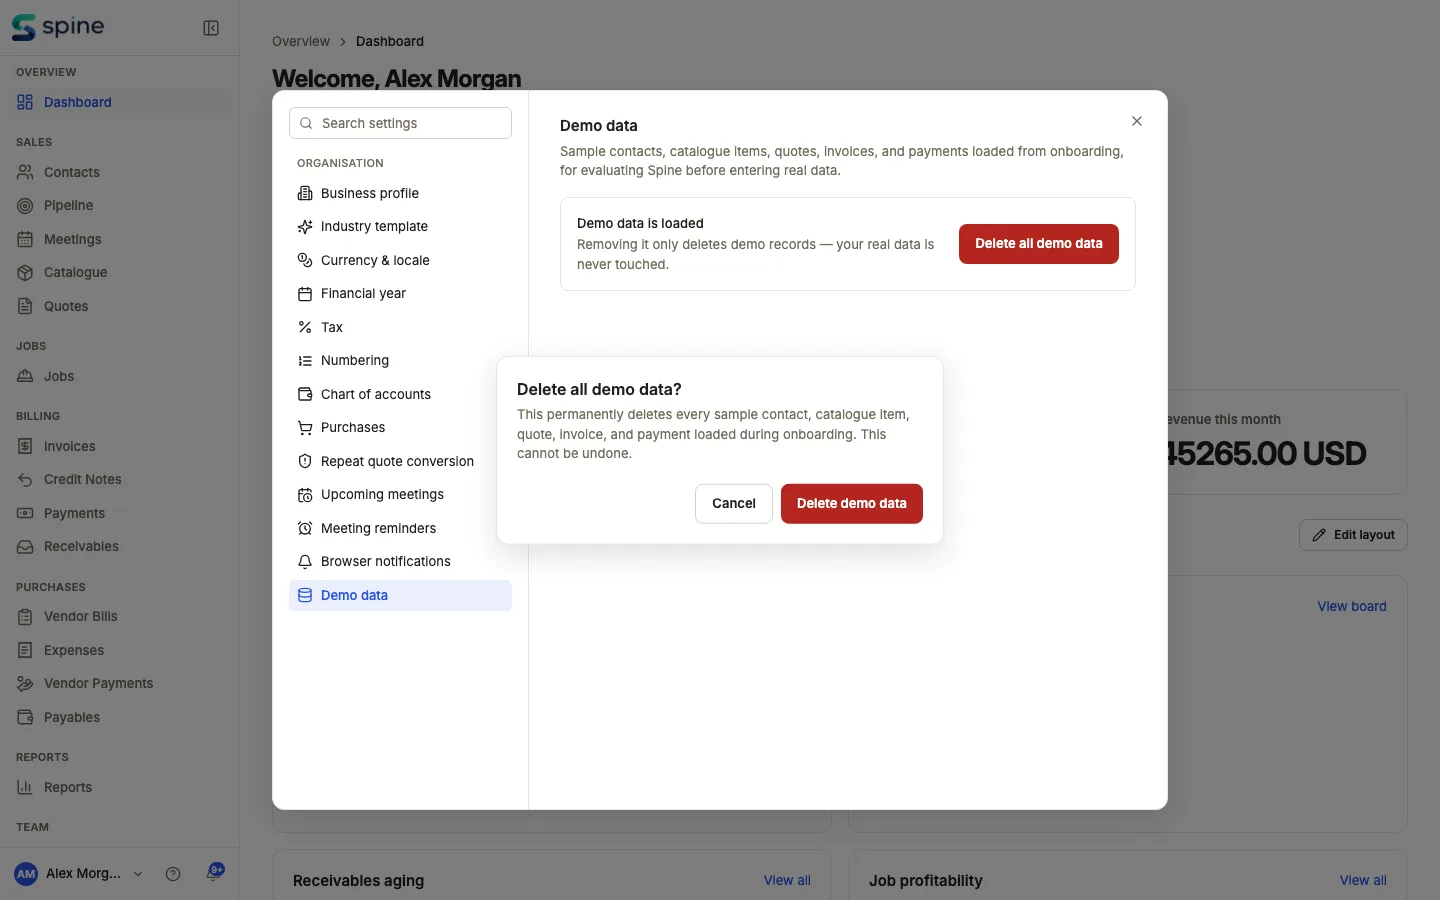 spine
OVERVIEW
Dashboard
SALES
Contacts
Pipeline
Meetings
Catalogue
Quotes
JOBS
Jobs
BILLING
Invoices
Credit Notes
Payments
Receivables
PURCHASES
Vendor Bills
Expenses
Vendor Payments
Payables
REPORTS
Reports
TEAM
AM Alex Morg...
9+
Overview > Dashboard
Welcome, Alex Morgan
Search settings
ORGANISATION
Business profile
Industry template
Currency & locale
Financial year
Tax
Numbering
Chart of accounts
Purchases
Repeat quote conversion
Upcoming meetings
Meeting reminders
Browser notifications
Demo data
Demo data
Sample contacts, catalogue items, quotes, invoices, and payments loaded from onboarding,
for evaluating Spine before entering real data.
Demo data is loaded
Removing it only deletes demo records — your real data is
never touched.
Delete all demo data
Delete all demo data?
This permanently deletes every sample contact, catalogue item,
quote, invoice, and payment loaded during onboarding. This
cannot be undone.
Cancel
Delete demo data
evenue this month
45265.00 USD
Edit layout
View board
Receivables aging
View all
Job profitability
View all